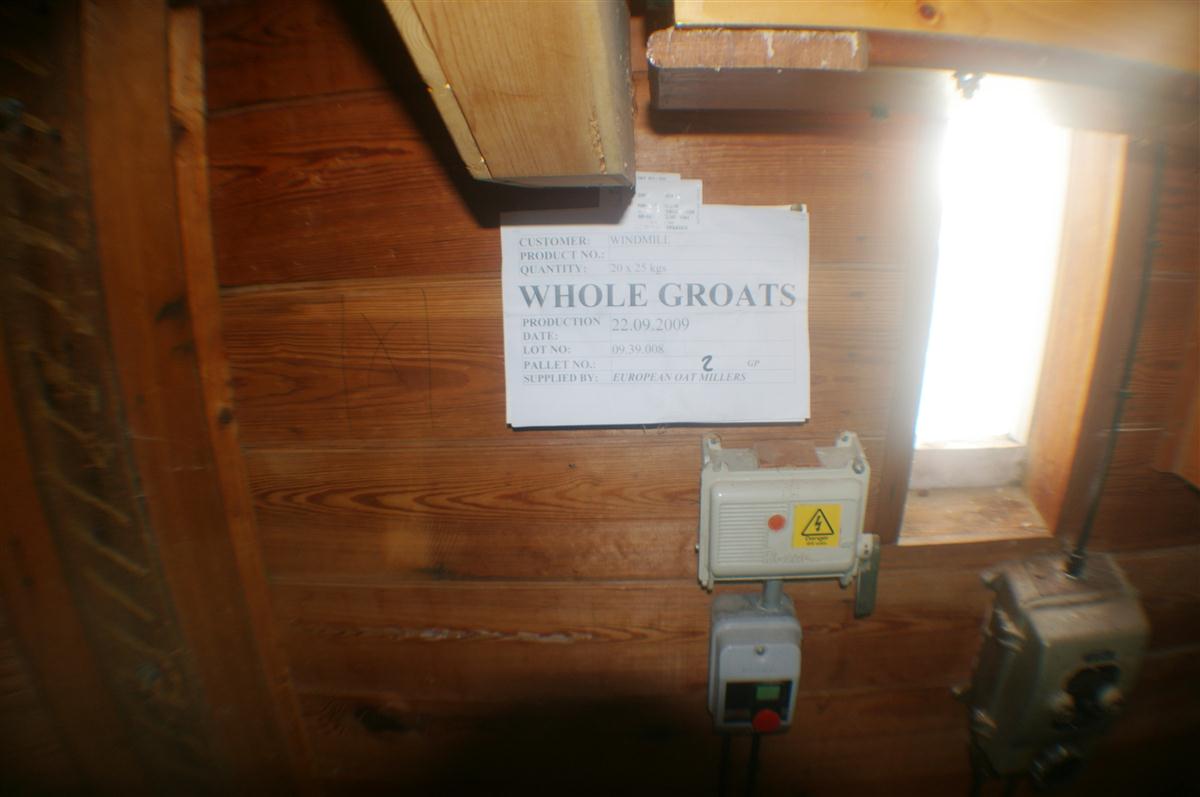 CUSTOMER: WINDMILL
PRODUCT NO.:
QUANTITY: 20 x 25 kgs
WHOLE GROATS
PRODUCTION DATE: 22.09.2009
LOT NO: 09.39.008
PALLET NO.: 2 GP
SUPPLIED BY: EUROPEAN OAT MILLERS
Danger